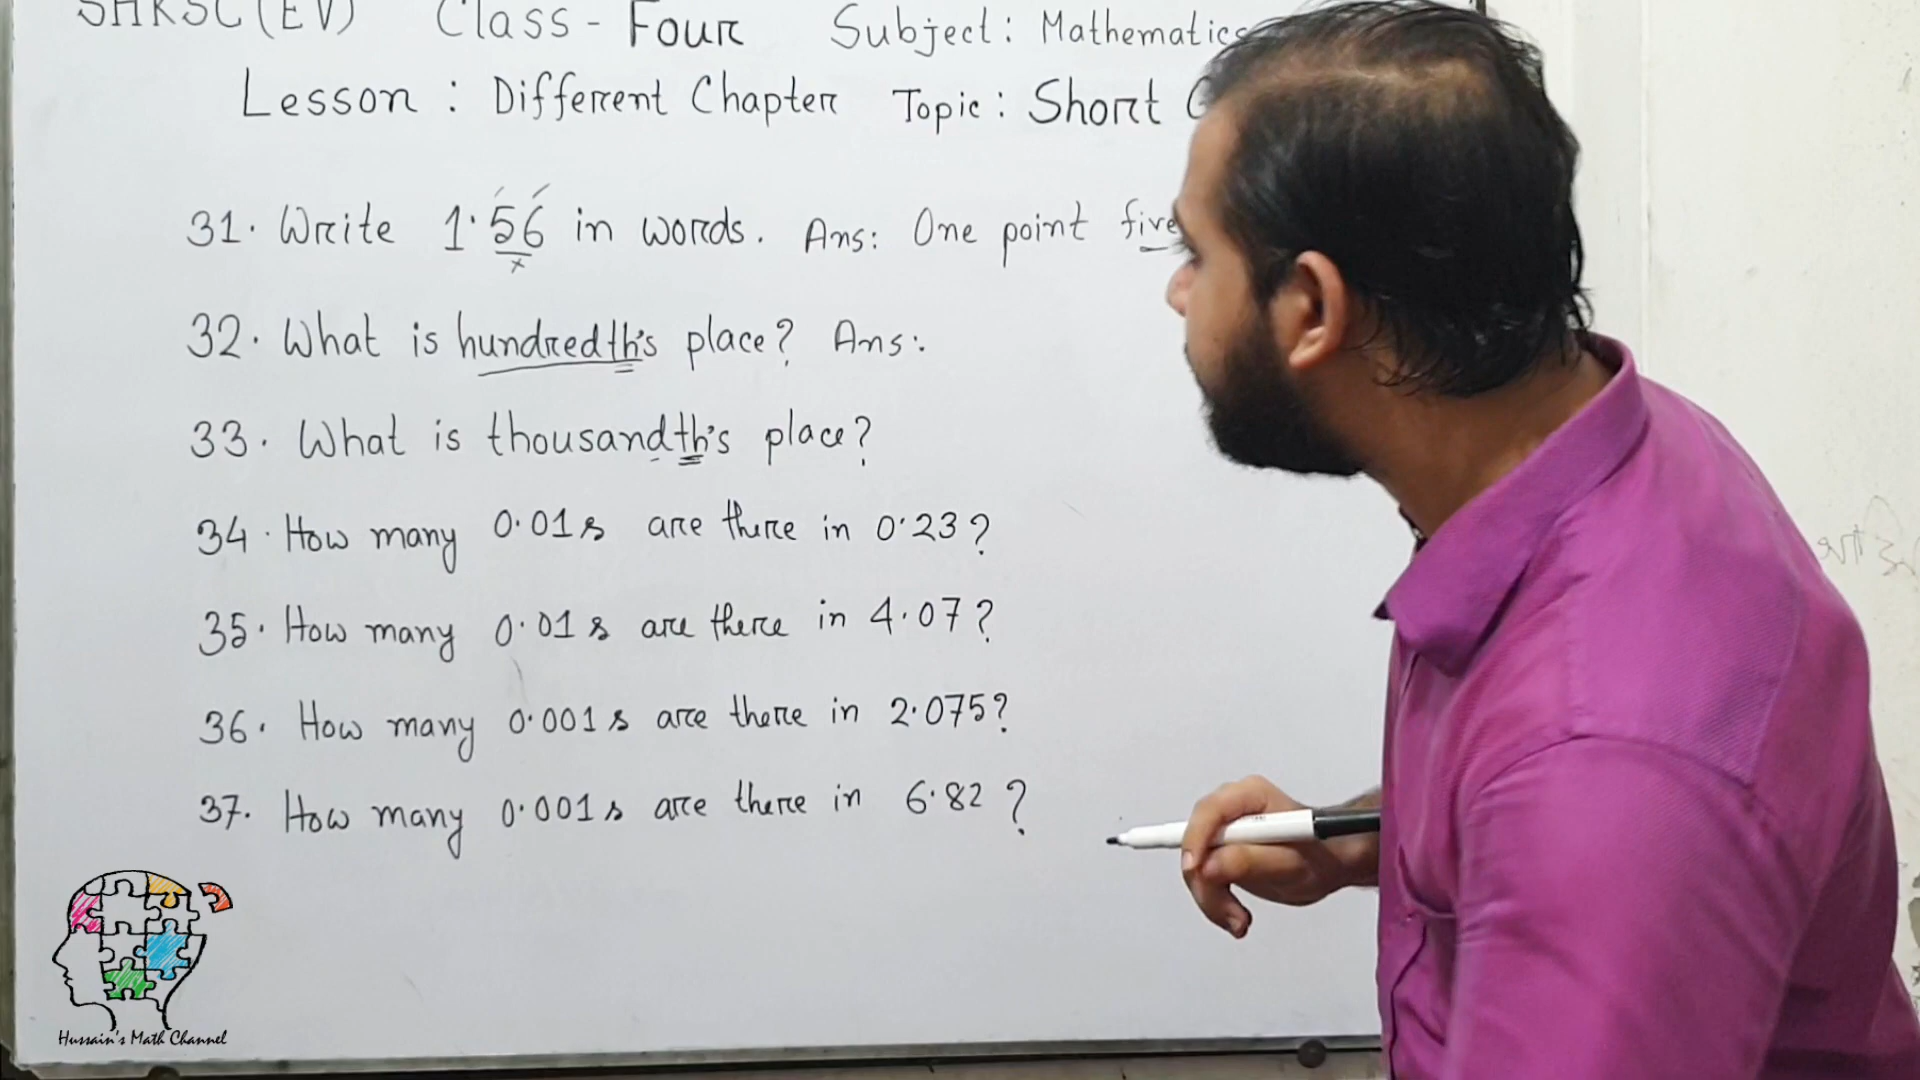 SHKSC (EV) Class - Four Subject: Mathematics
Lesson : Different Chapter Topic : Short
31. Write 1.56 in words. Ans: One point five
32. What is hundredth's place? Ans:
33. What is thousandth's place?
34. How many 0.01s are there in 0.23?
35. How many 0.01s are there in 4.07?
36. How many 0.001s are there in 2.075?
37. How many 0.001s are there in 6.82?
Hussain's Math Channel